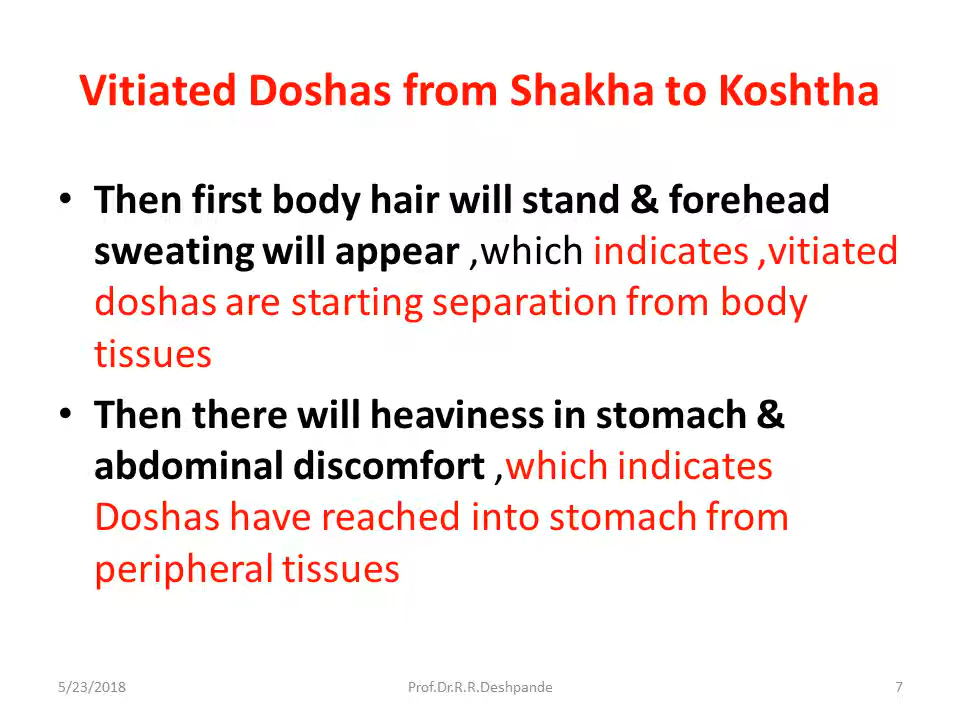 Vitiated Doshas from Shakha to Koshtha
• Then first body hair will stand & forehead
sweating will appear ,which indicates ,vitiated
doshas are starting separation from body
tissues
• Then there will heaviness in stomach &
abdominal discomfort ,which indicates
Doshas have reached into stomach from
peripheral tissues
5/23/2018
Prof.Dr.R.R.Deshpande
7